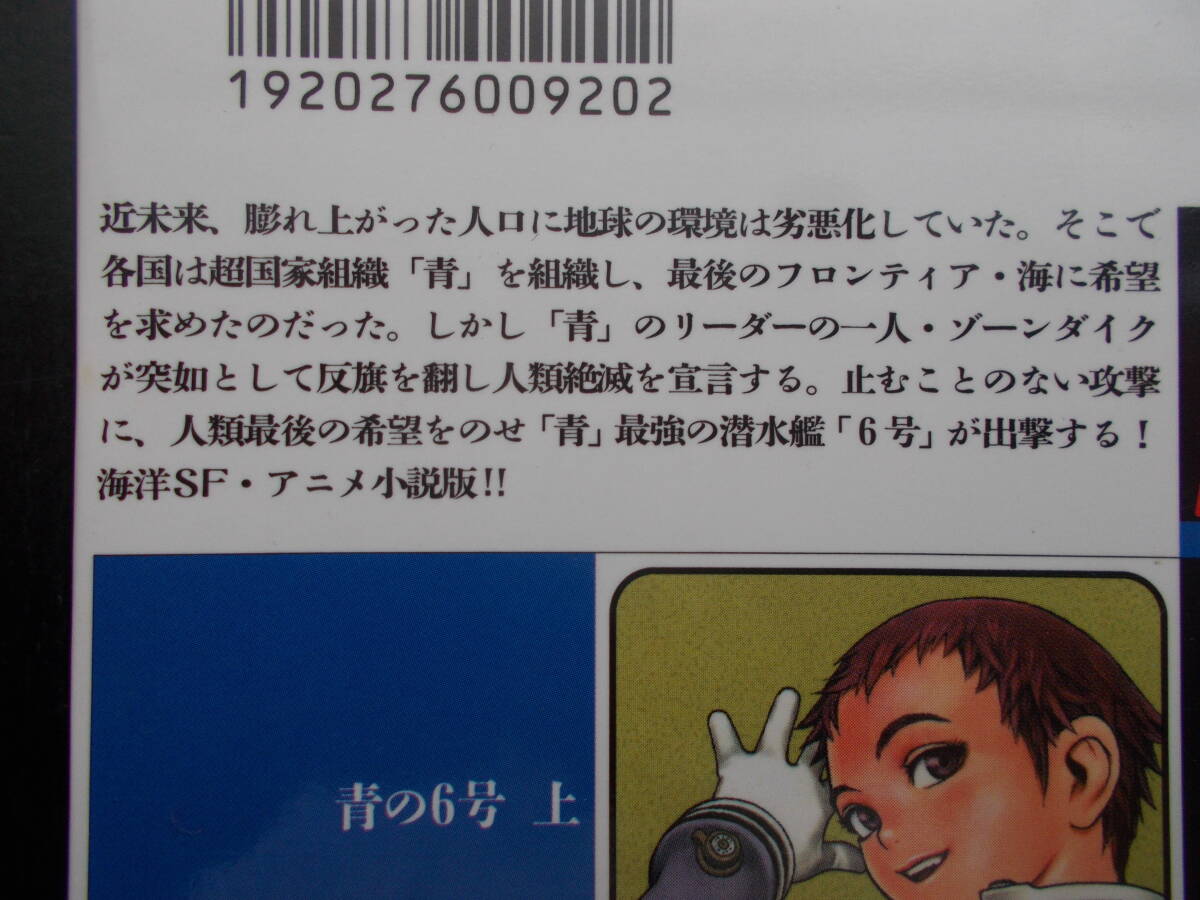 1920276009202
近未来、膨れ上がった人口に地球の環境は劣悪化していた。そこで
各国は超国家組織「青」を組織し、最後のフロンティア・海に希望
を求めたのだった。しかし「青」のリーダーの一人・ゾーンダイク
が突如として反旗を翻し人類絶滅を宣言する。止むことのない攻撃
に、人類最後の希望をのせ「青」最強の潜水艦「6号」が出撃する!
海洋SF・アニメ小説版!!
青の6号 上